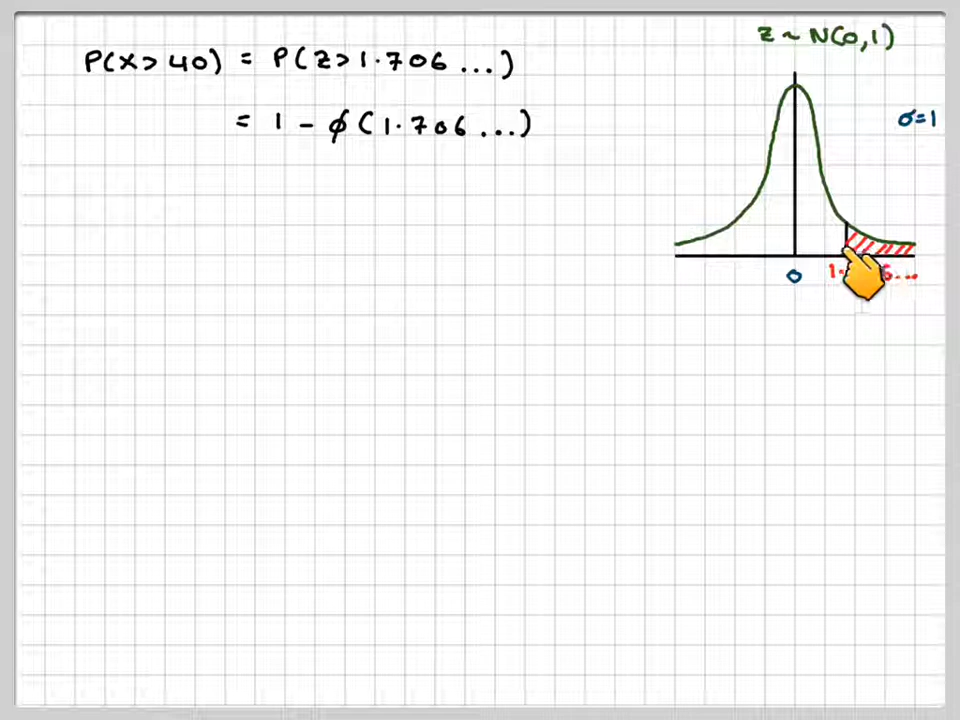 P(X > 40) = P(Z > 1.706 ...)
= 1 - ϕ(1.706 ...)
Z ~ N(0,1)
σ=1
0